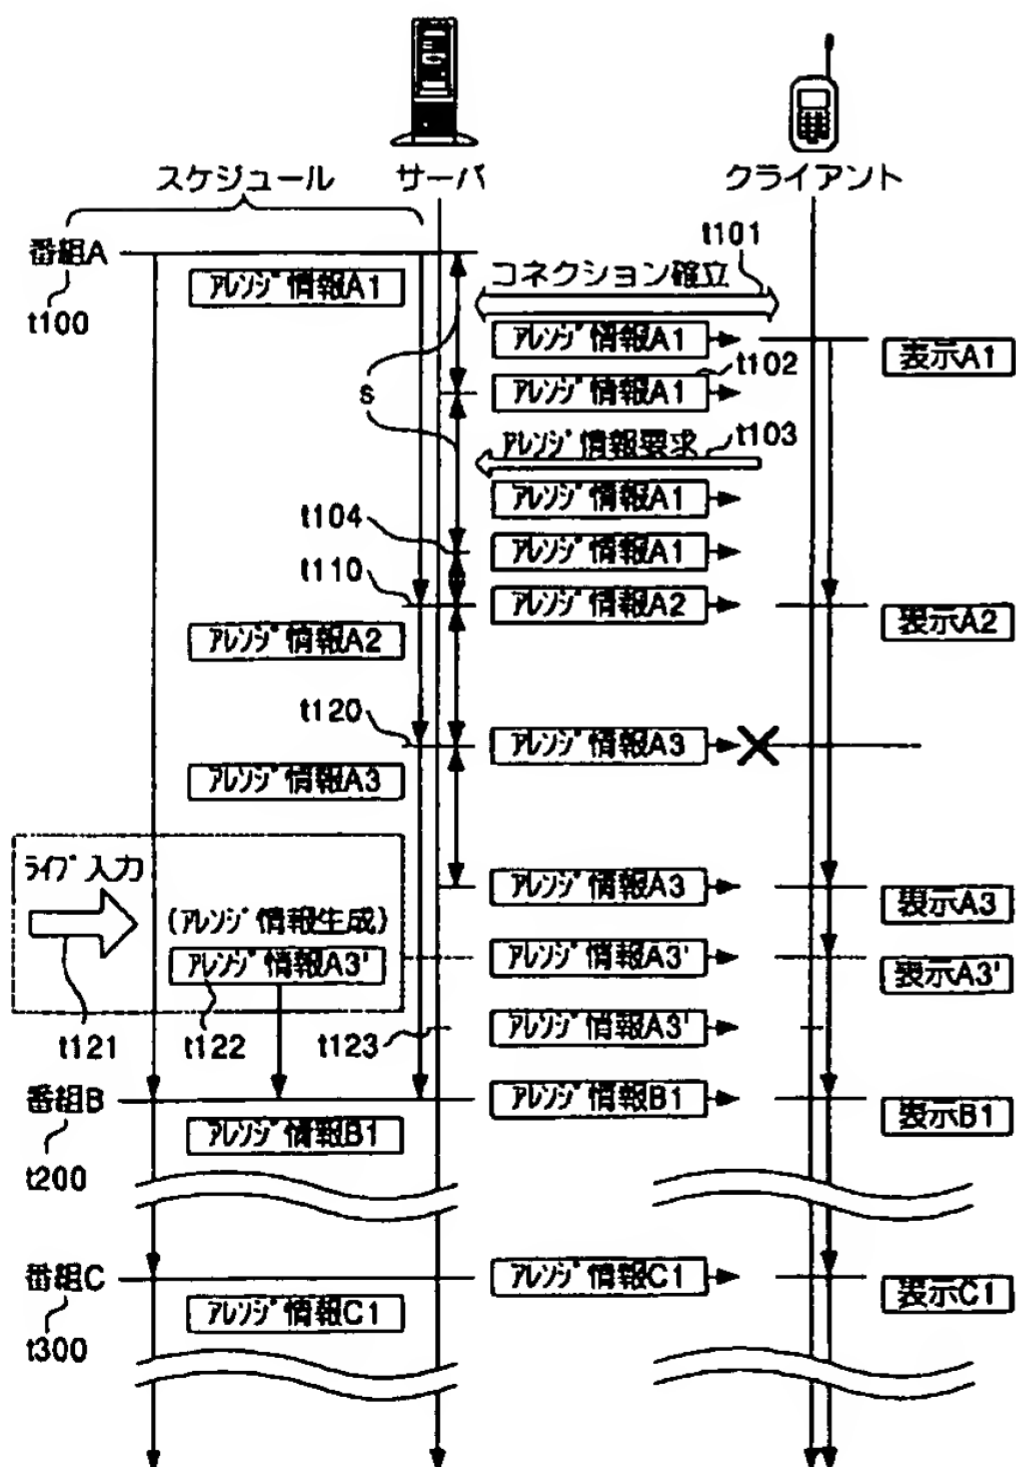 スケジュール サーバ クライアント
番組A
t100
アレンジ情報A1
t101
コネクション確立
アレンジ情報A1
表示A1
s
アレンジ情報A1
t102
アレンジ情報要求
t103
アレンジ情報A1
t104
アレンジ情報A1
t110
アレンジ情報A2
表示A2
アレンジ情報A2
t120
アレンジ情報A3
アレンジ情報A3
ライブ入力
アレンジ情報A3
表示A3
(アレンジ情報生成)
アレンジ情報A3'
アレンジ情報A3'
表示A3'
t121
t122
t123
アレンジ情報A3'
番組B
アレンジ情報B1
表示B1
アレンジ情報B1
t200
番組C
アレンジ情報C1
表示C1
アレンジ情報C1
t300